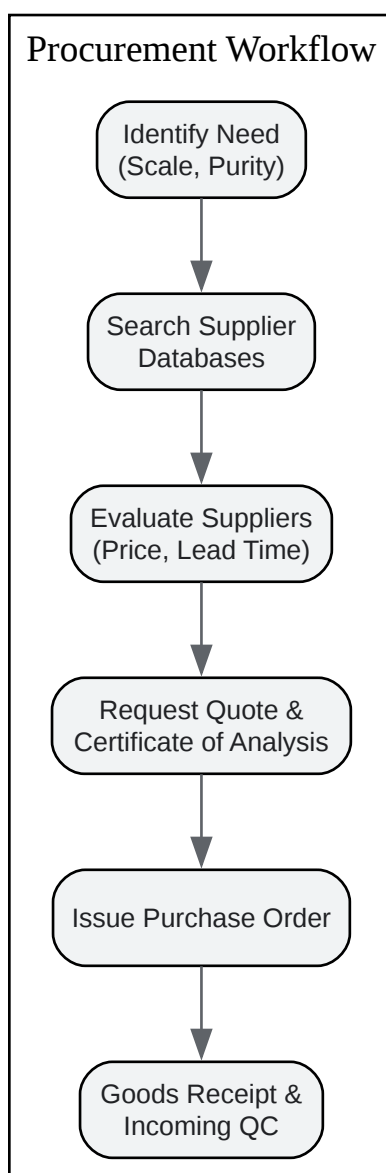 Procurement Workflow
Identify Need
(Scale, Purity)
Search Supplier
Databases
Evaluate Suppliers
(Price, Lead Time)
Request Quote &
Certificate of Analysis
Issue Purchase Order
Goods Receipt &
Incoming QC